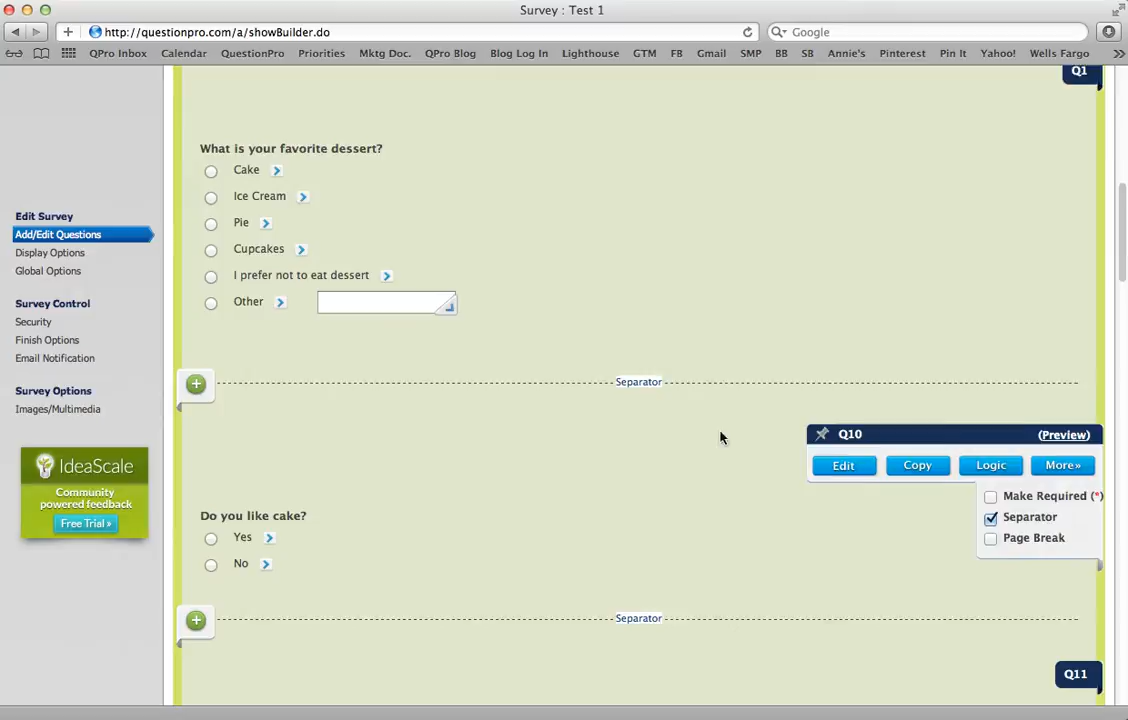 Survey : Test 1
http://questionpro.com/a/showBuilder.do
Google
QPro Inbox Calendar QuestionPro Priorities Mktg Doc. QPro Blog Blog Log In Lighthouse GTM FB Gmail SMP BB SB Annie's Pinterest Pin It Yahoo! Wells Fargo
Q1
What is your favorite dessert?
Cake
Ice Cream
Pie
Cupcakes
I prefer not to eat dessert
Other
Separator
Edit Survey
Add/Edit Questions
Display Options
Global Options
Survey Control
Security
Finish Options
Email Notification
Survey Options
Images/Multimedia
IdeaScale
Community
powered feedback
Free Trial »
Q10 (Preview)
Edit Copy Logic More»
Make Required (*)
Separator
Page Break
Do you like cake?
Yes
No
Separator
Q11